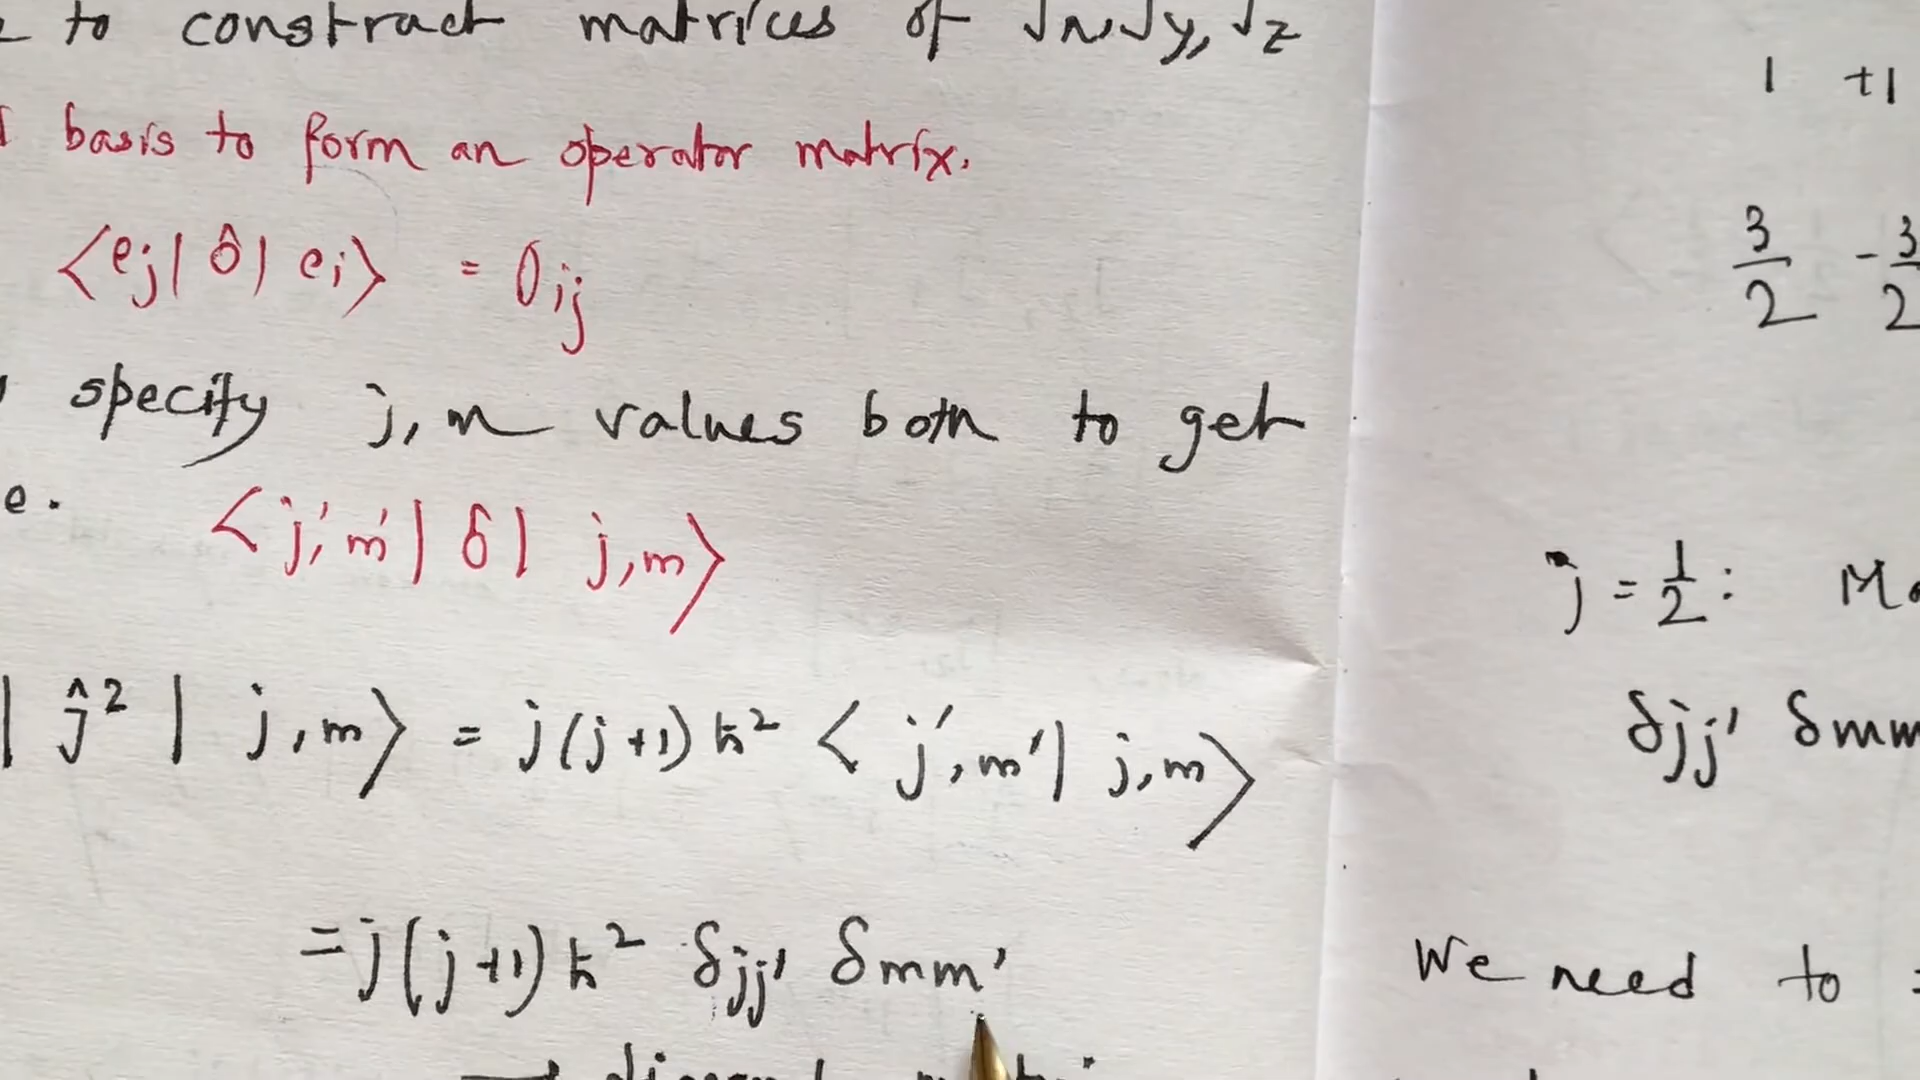 to construct matrices of Jx, Jy, Jz
basis to form an operator matrix.
⟨ej| ô | ei⟩ = Oij
specify j, m values both to get
e. ⟨j', m'| ô | j, m⟩
| ĵ² | j, m⟩ = j(j+1)ħ² ⟨j', m'| j, m⟩
= j(j+1)ħ² δjj' δmm'
1 +1
3/2 -3/2
j = 1/2 :
δjj' δmm
We need to